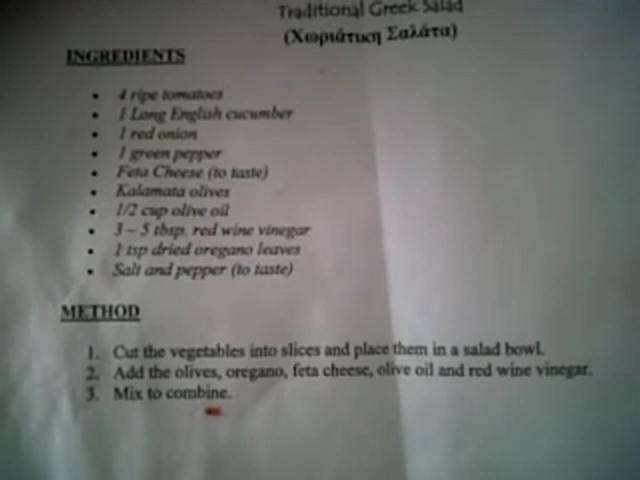 Traditional Greek Salad
(Χωριάτικη Σαλάτα)
INGREDIENTS
• 4 ripe tomatoes
• 1 Long English cucumber
• 1 red onion
• 1 green pepper
• Feta Cheese (to taste)
• Kalamata olives
• 1/2 cup olive oil
• 3 – 5 tbsp. red wine vinegar
• 1 tsp dried oregano leaves
• Salt and pepper (to taste)
METHOD
1. Cut the vegetables into slices and place them in a salad bowl.
2. Add the olives, oregano, feta cheese, olive oil and red wine vinegar.
3. Mix to combine.